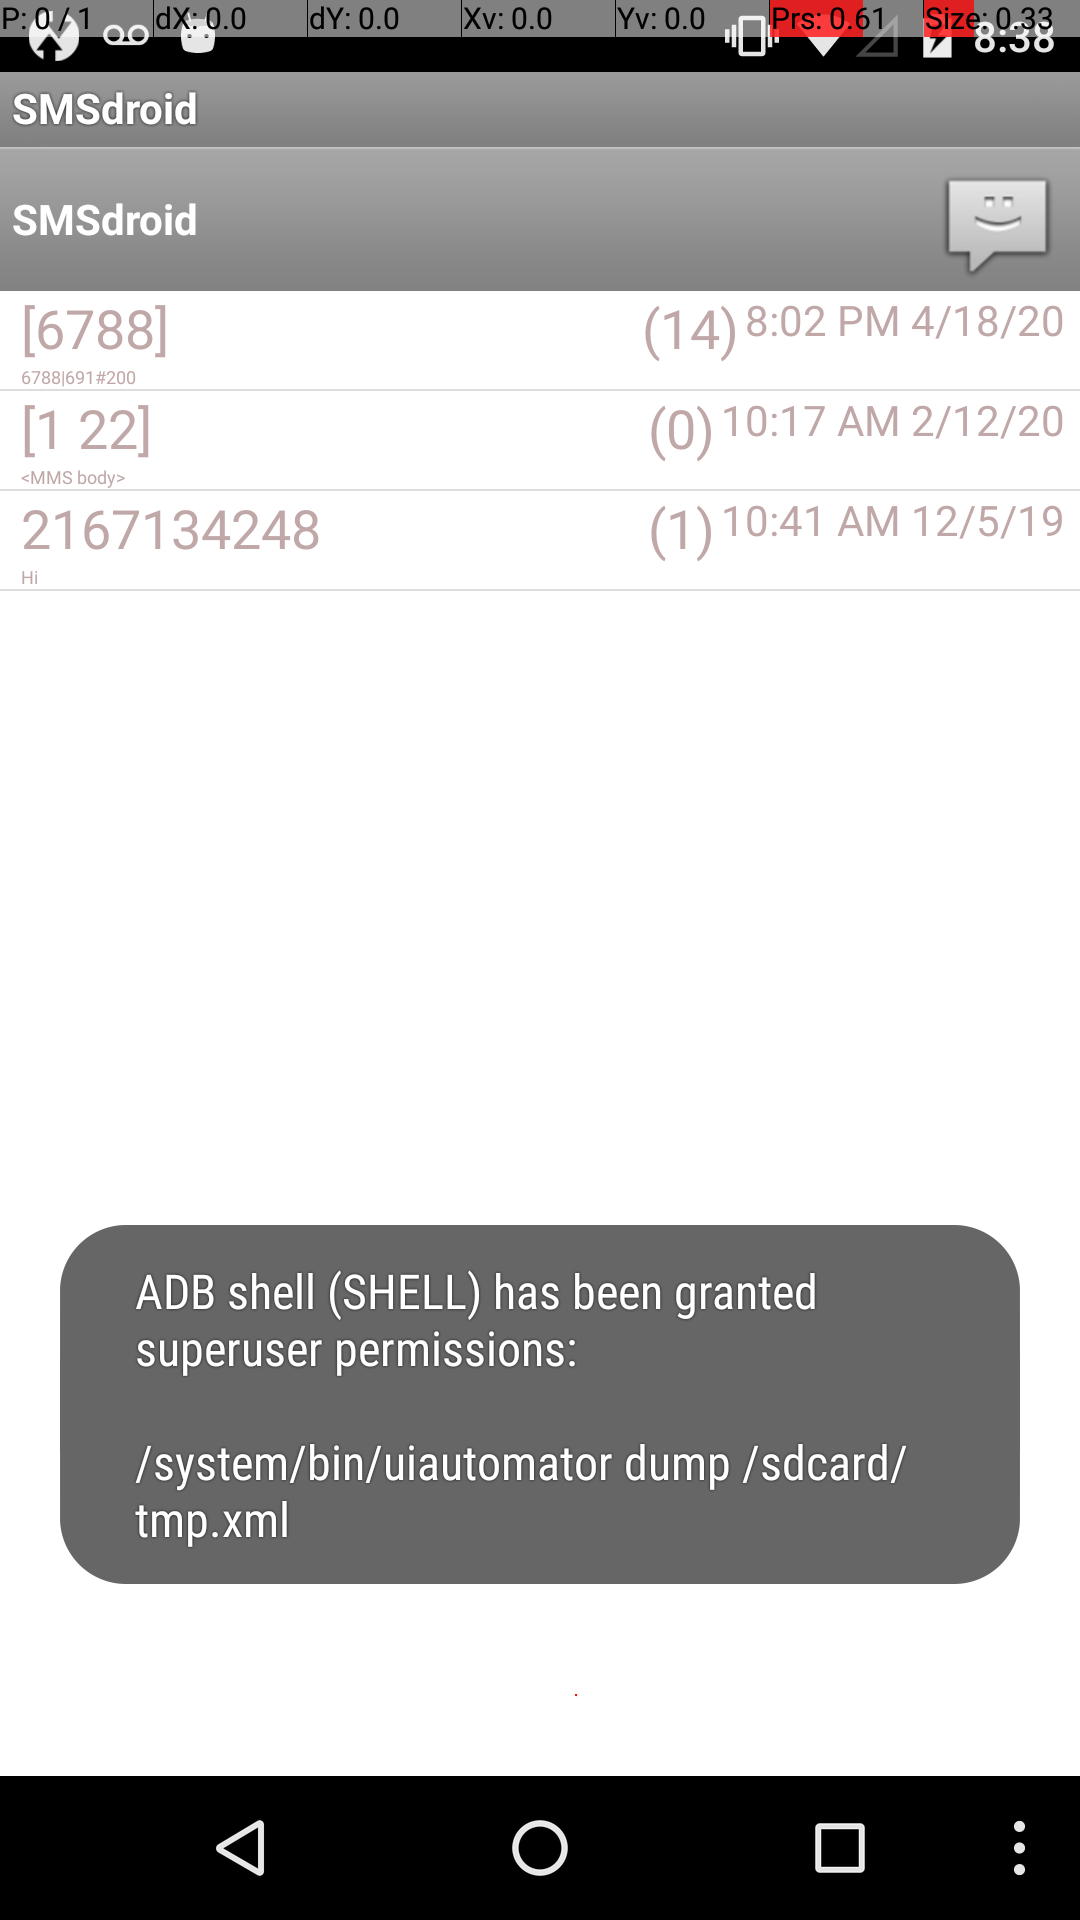 P: 0 / 1 dX: 0.0 dY: 0.0 Xv: 0.0 Yv: 0.0 Prs: 0.61 Size: 0.33
8:38
SMSdroid
SMSdroid
[6788] (14) 8:02 PM 4/18/20
6788|691#200
[1 22] (0) 10:17 AM 2/12/20
<MMS body>
2167134248 (1) 10:41 AM 12/5/19
Hi
ADB shell (SHELL) has been granted
superuser permissions:
/system/bin/uiautomator dump /sdcard/
tmp.xml